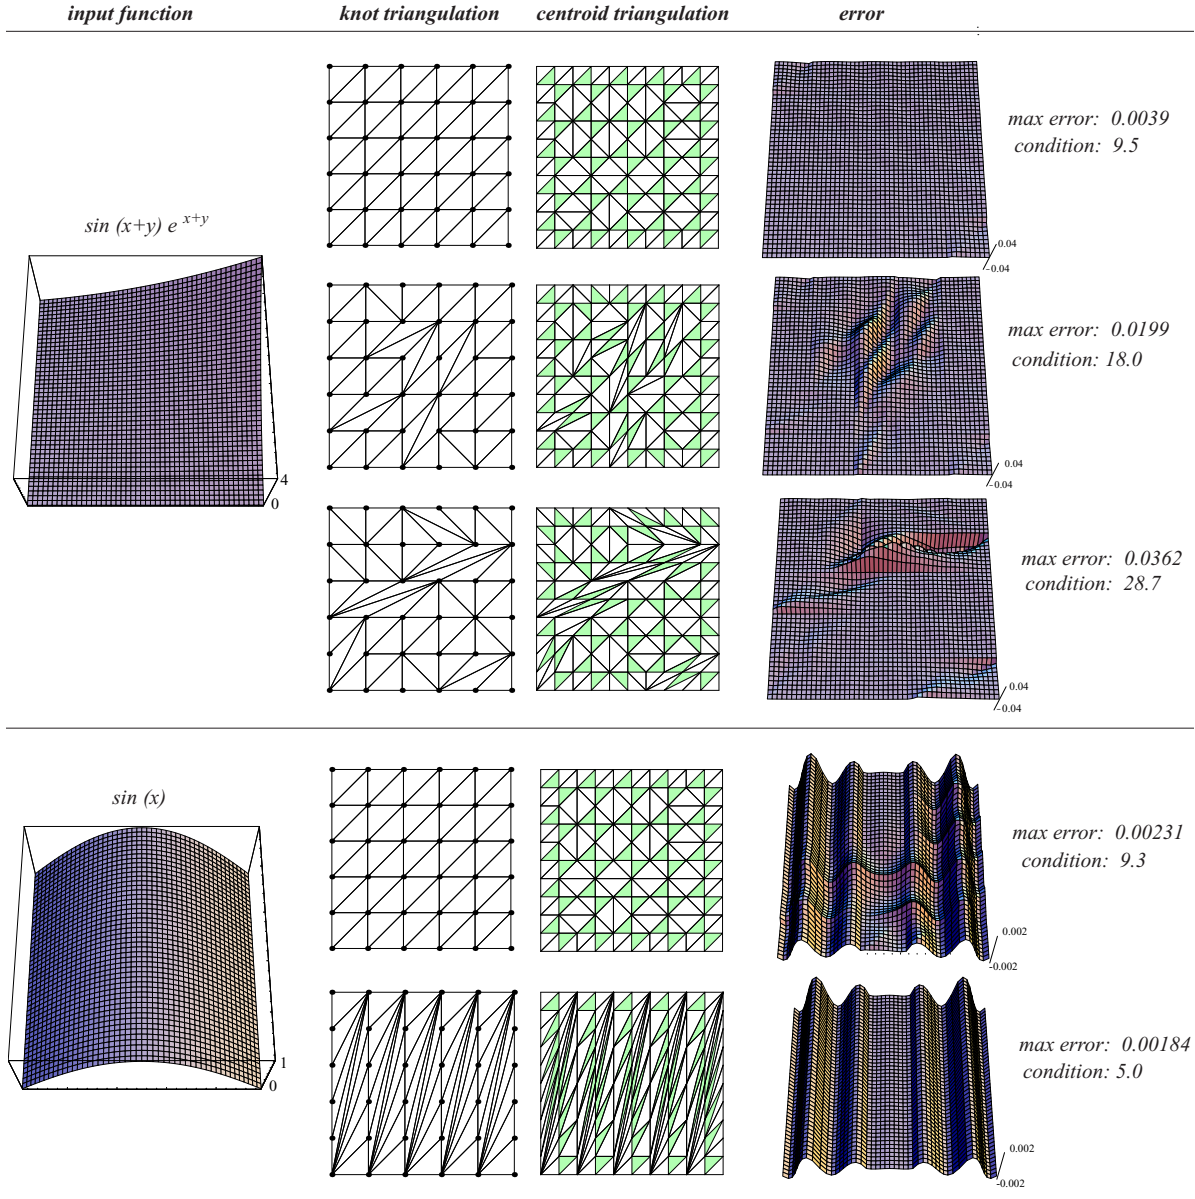 input function knot triangulation centroid triangulation error
max error: 0.0039
condition: 9.5
sin (x+y) e x+y
0.04
-0.04
4
0
max error: 0.0199
condition: 18.0
0.04
-0.04
max error: 0.0362
condition: 28.7
0.04
-0.04
sin (x)
1
0
max error: 0.00231
condition: 9.3
0.002
-0.002
max error: 0.00184
condition: 5.0
0.002
-0.002